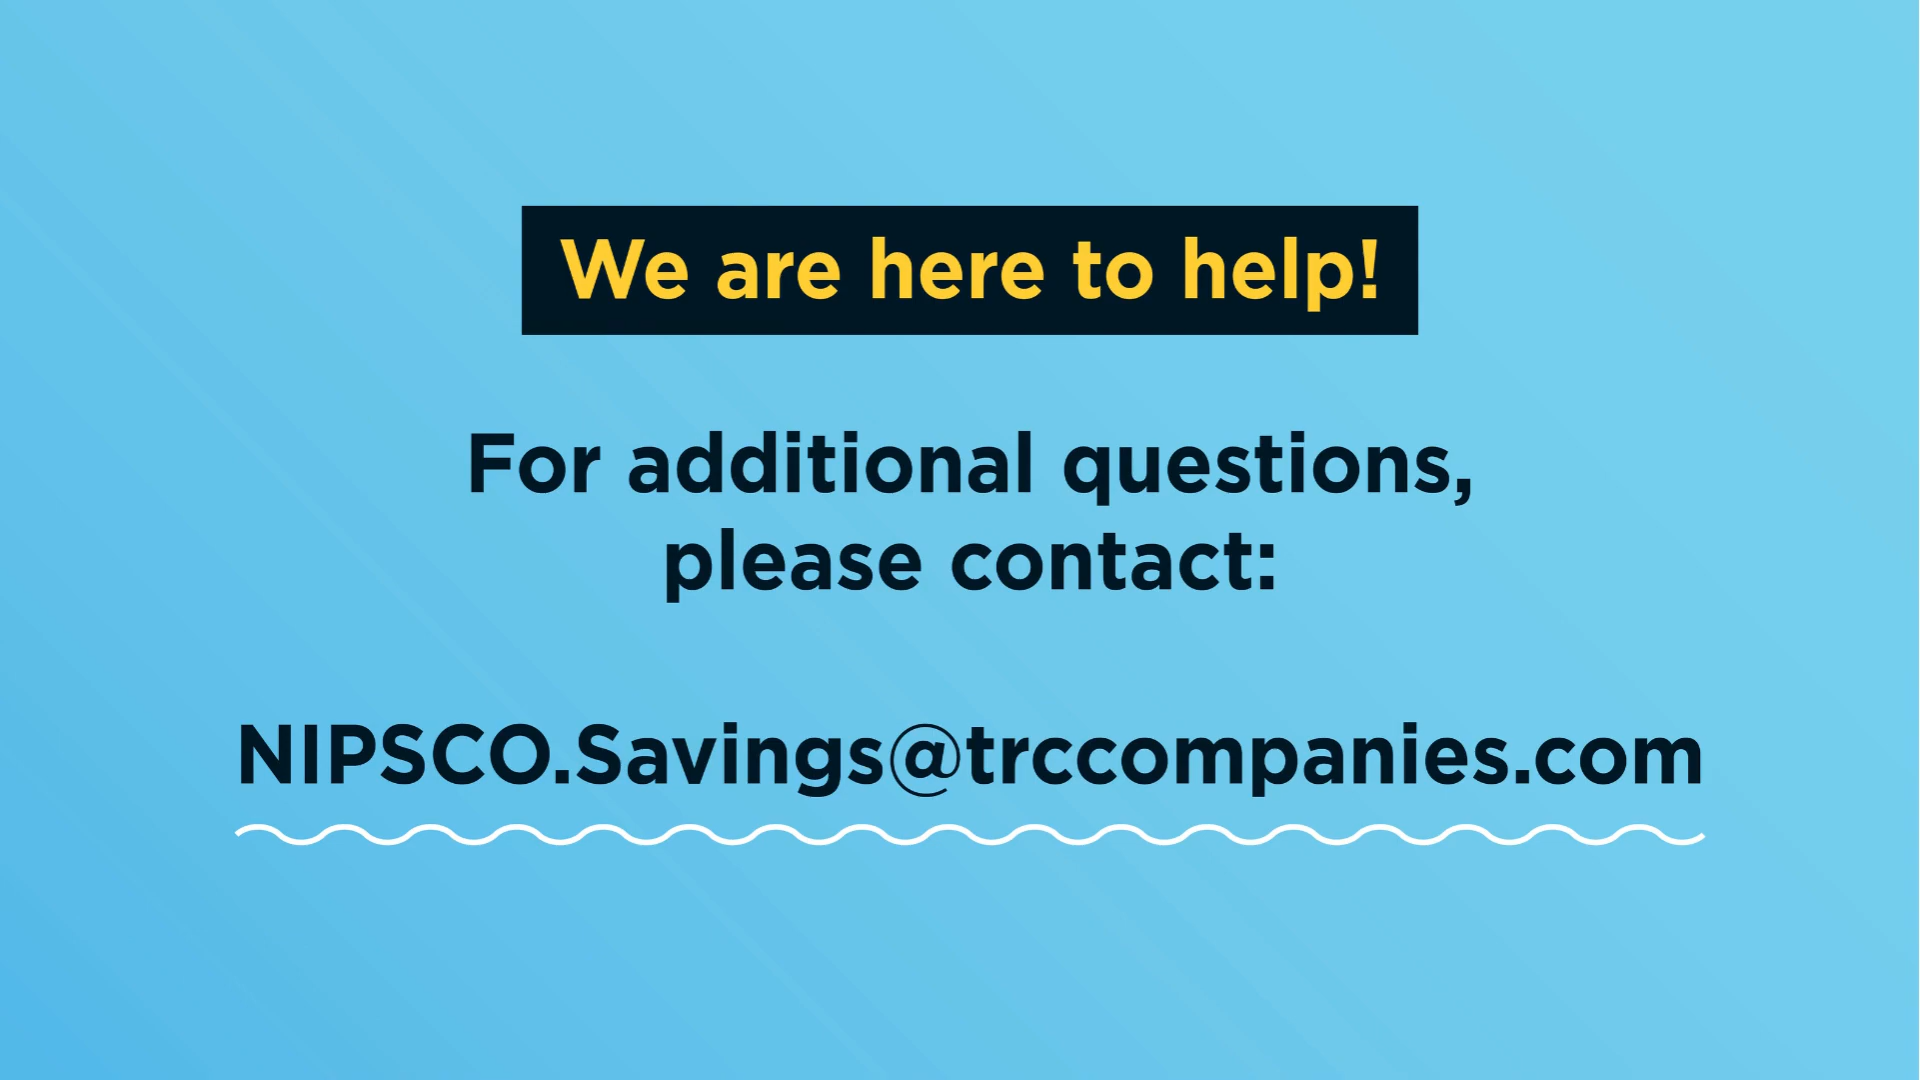 We are here to help!
For additional questions,
please contact:
NIPSCO.Savings@trccompanies.com